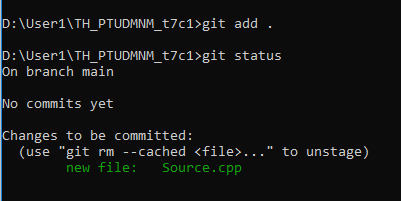 D:\User1\TH_PTUDMNM_t7c1>git add .
D:\User1\TH_PTUDMNM_t7c1>git status
On branch main
No commits yet
Changes to be committed:
  (use "git rm --cached <file>..." to unstage)
        new file:   Source.cpp